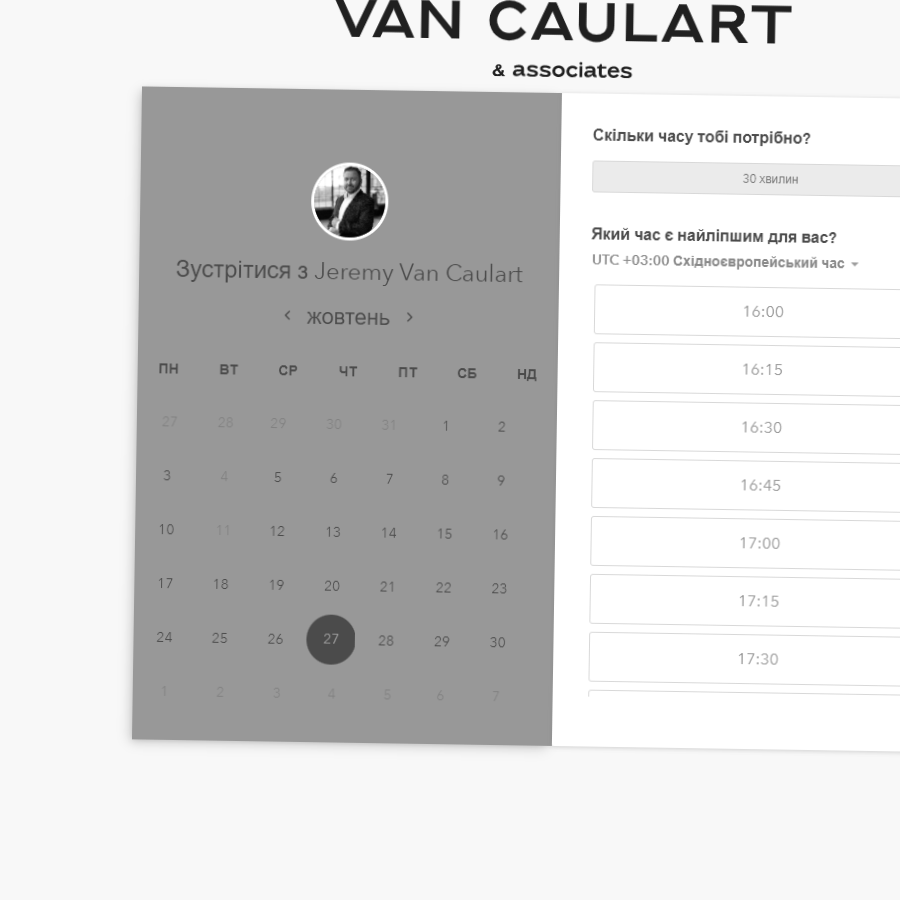 VAN CAULART
& associates
Зустрітися з Jeremy Van Caulart
жовтень
ПН ВТ СР ЧТ ПТ СБ НД
27 28 29 30 31 1 2
3 4 5 6 7 8 9
10 11 12 13 14 15 16
17 18 19 20 21 22 23
24 25 26 27 28 29 30
1 2 3 4 5 6 7
Скільки часу тобі потрібно?
30 хвилин
Який час є найліпшим для вас?
UTC +03:00 Східноєвропейський час
16:00
16:15
16:30
16:45
17:00
17:15
17:30